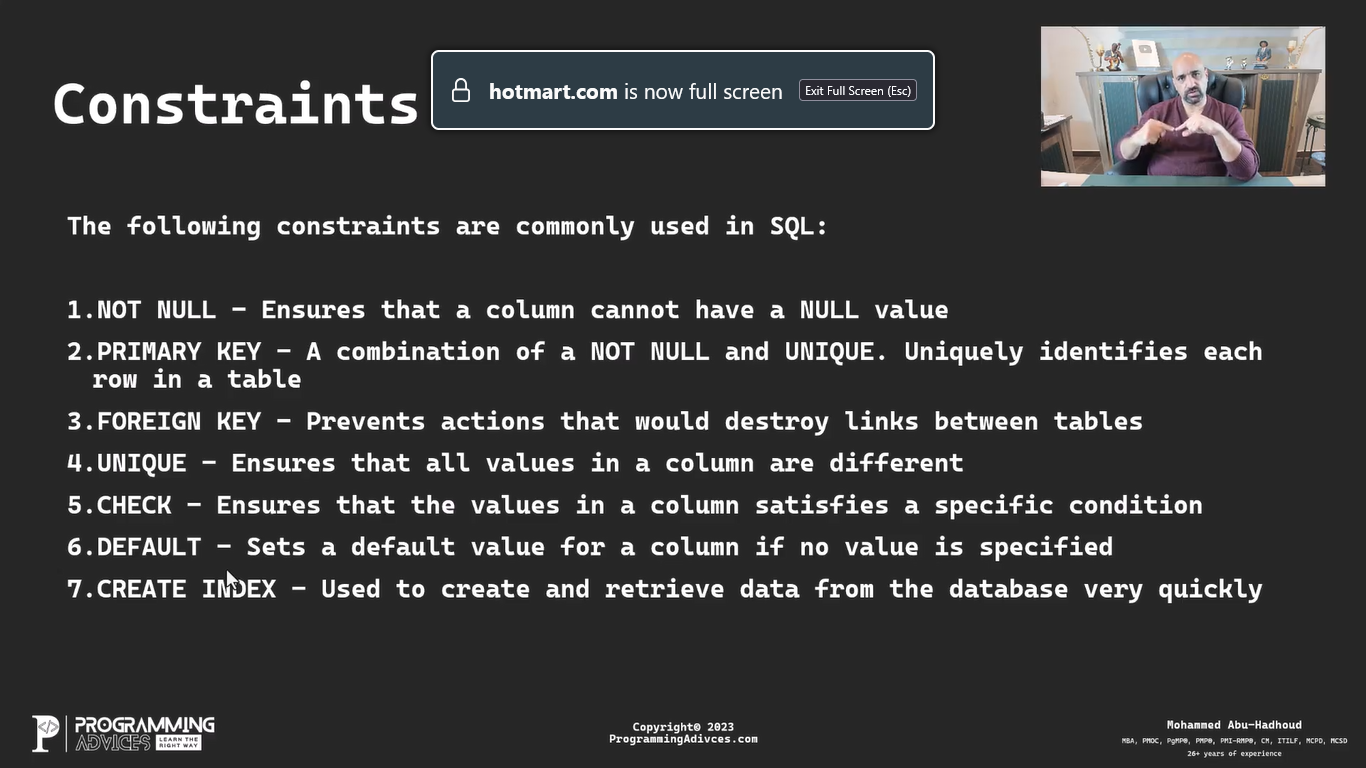 Constraints
hotmart.com is now full screen
Exit Full Screen (Esc)
The following constraints are commonly used in SQL:
1.NOT NULL – Ensures that a column cannot have a NULL value
2.PRIMARY KEY – A combination of a NOT NULL and UNIQUE. Uniquely identifies each
row in a table
3.FOREIGN KEY – Prevents actions that would destroy links between tables
4.UNIQUE – Ensures that all values in a column are different
5.CHECK – Ensures that the values in a column satisfies a specific condition
6.DEFAULT – Sets a default value for a column if no value is specified
7.CREATE INDEX – Used to create and retrieve data from the database very quickly
P </>
PROGRAMMING
ADVICES
LEARN THE
RIGHT WAY
Copyright© 2023
ProgrammingAdivces.com
Mohammed Abu-Hadhoud
MBA, PMOC, PgMP®, PMP®, PMI-RMP®, CM, ITILF, MCPD, MCSD
26+ years of experience